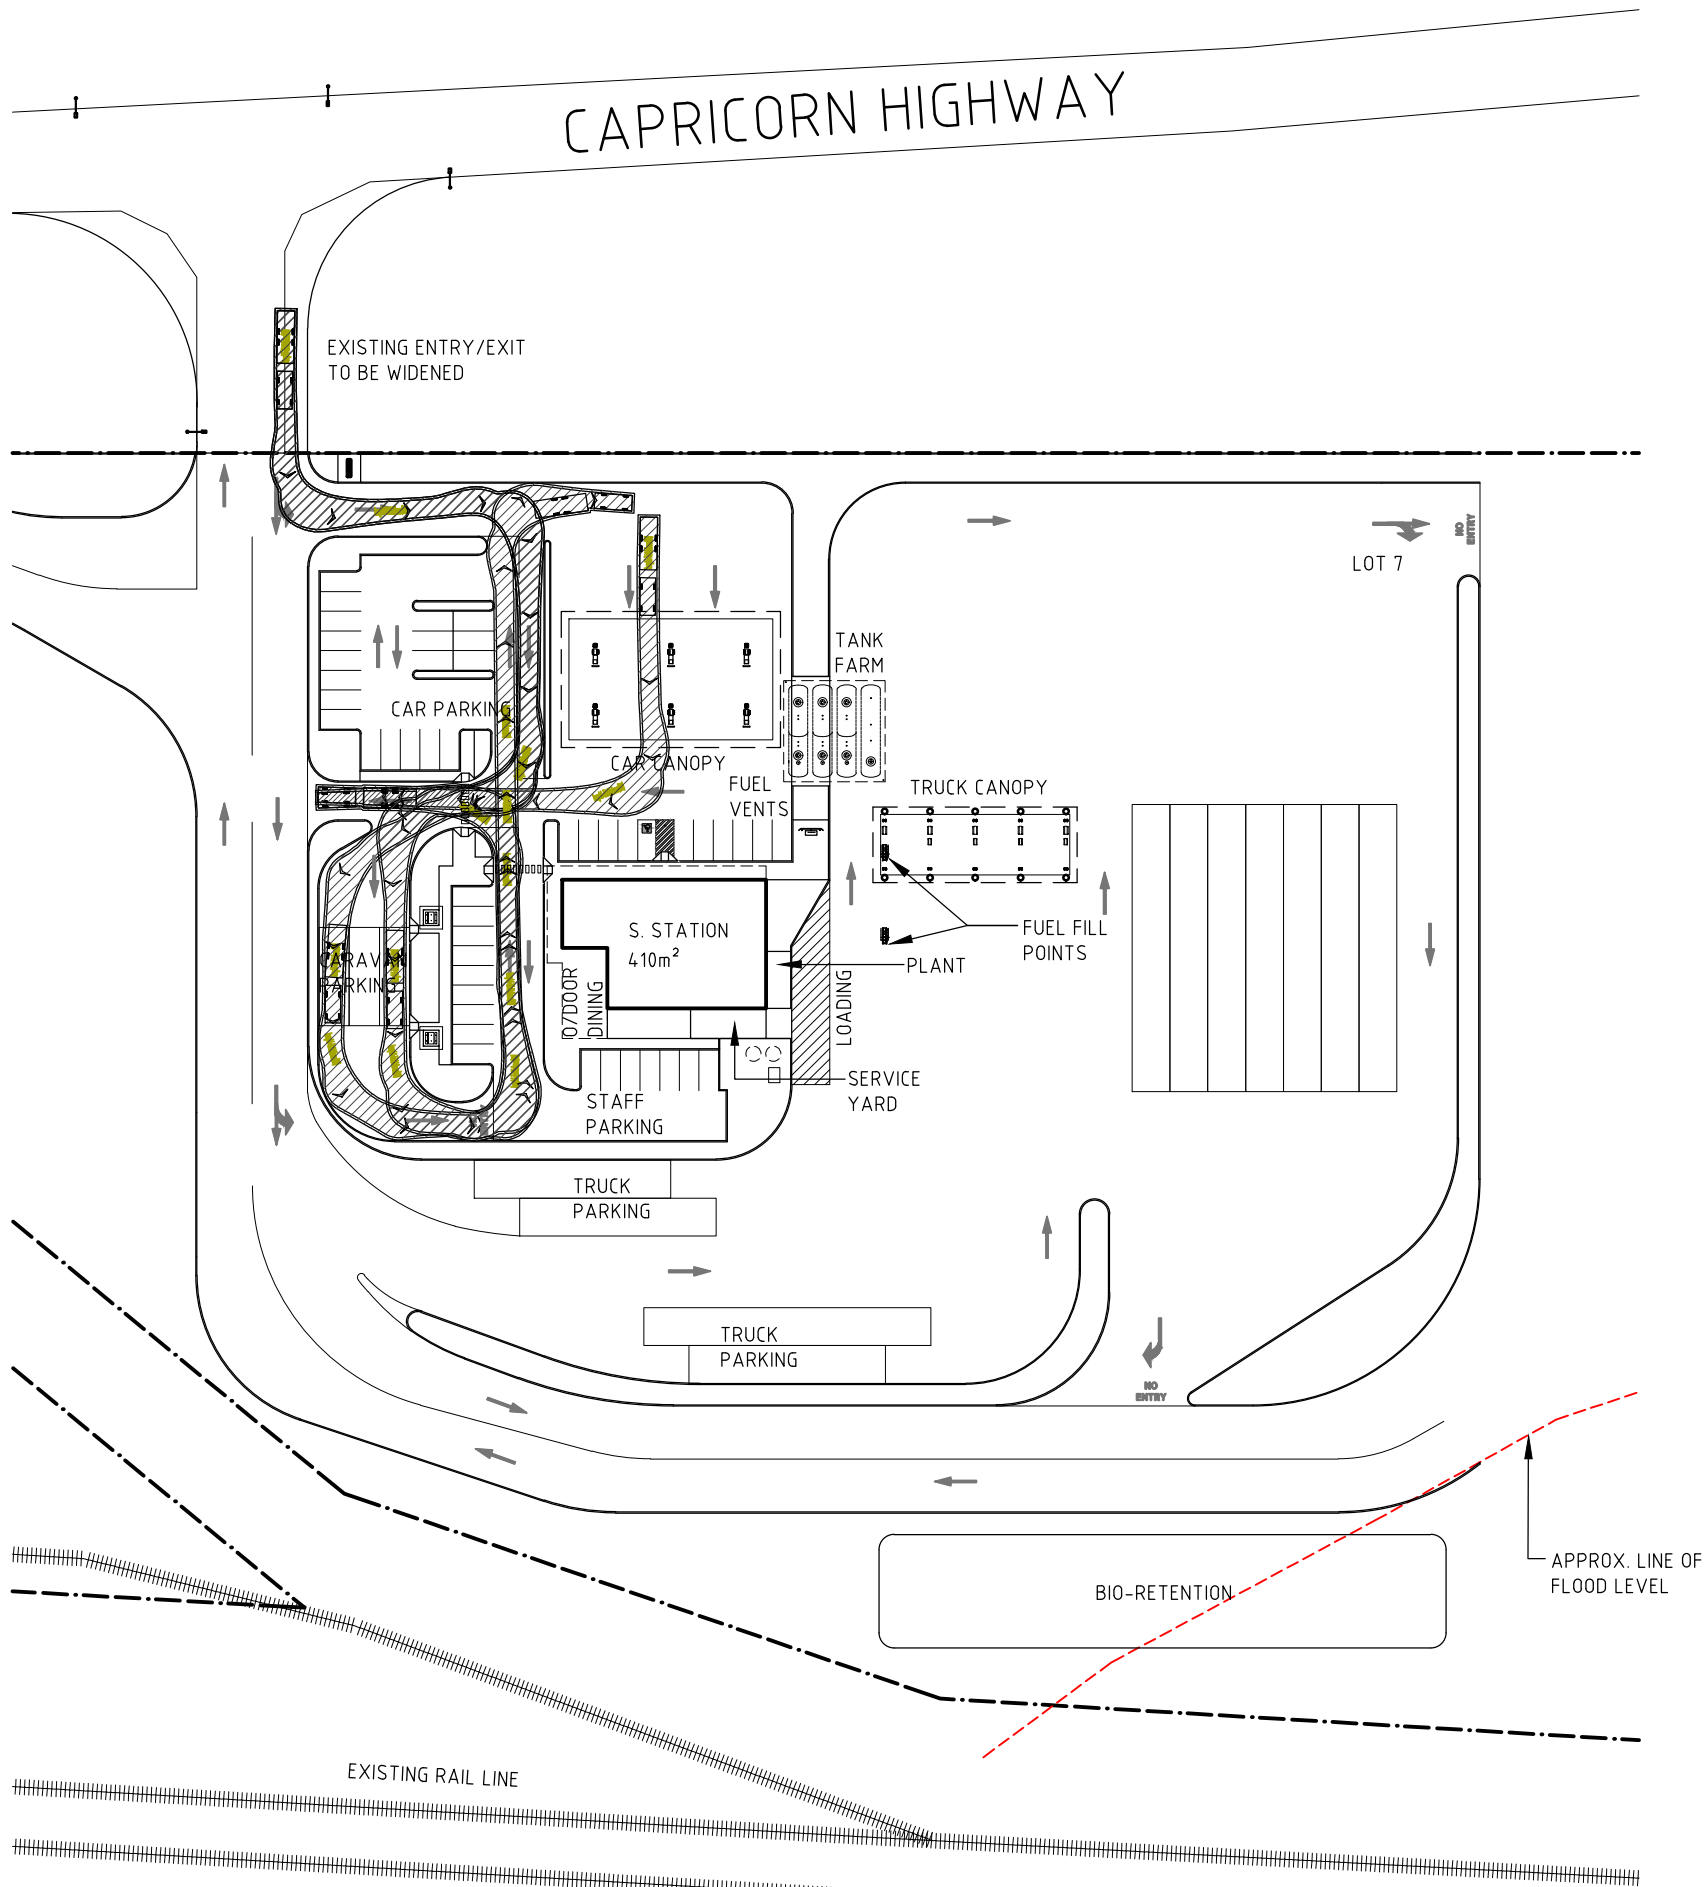 CAPRICORN HIGHWAY
EXISTING ENTRY/EXIT
TO BE WIDENED
NO
ENTRY
LOT 7
TANK
FARM
CAR PARKING
CAR CANOPY
FUEL
VENTS
TRUCK CANOPY
S. STATION
410m²
FUEL FILL
POINTS
PLANT
CARAVAN
PARKING
O/DOOR
DINING
LOADING
SERVICE
YARD
STAFF
PARKING
TRUCK
PARKING
TRUCK
PARKING
NO
ENTRY
APPROX. LINE OF
FLOOD LEVEL
BIO-RETENTION
EXISTING RAIL LINE